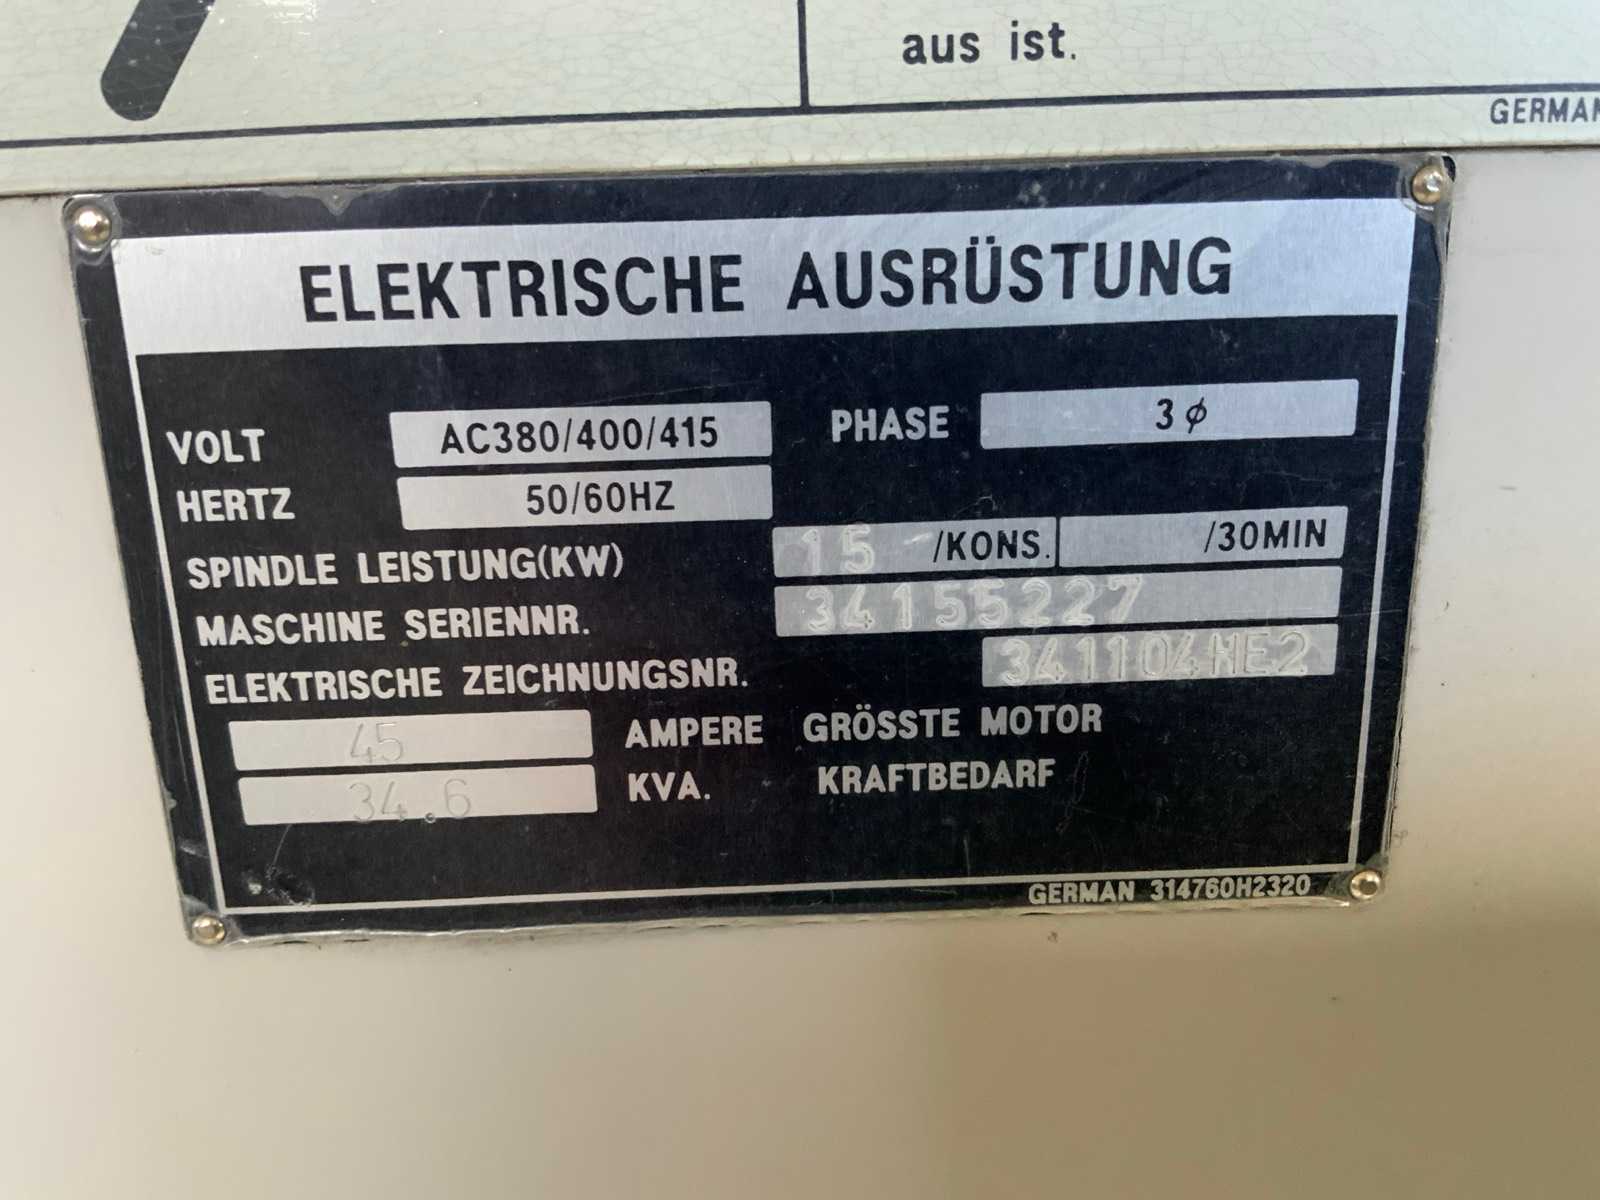 aus ist.
GERMAN
ELEKTRISCHE AUSRÜSTUNG
VOLT AC380/400/415 PHASE 3ϕ
HERTZ 50/60HZ
SPINDLE LEISTUNG(KW) 15 /KONS. /30MIN
MASCHINE SERIENNR. 34155227
ELEKTRISCHE ZEICHNUNGSNR. 341104HE2
45 AMPERE GRÖSSTE MOTOR
34.6 KVA. KRAFTBEDARF
GERMAN 314760H2320